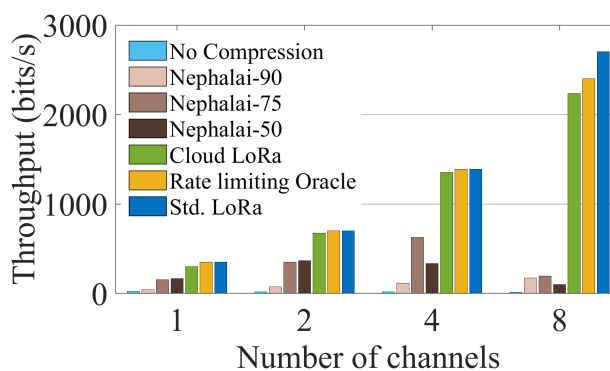 3000
2000
1000
0
Throughput (bits/s)
No Compression
Nephalai-90
Nephalai-75
Nephalai-50
Cloud LoRa
Rate limiting Oracle
Std. LoRa
1 2 4 8
Number of channels